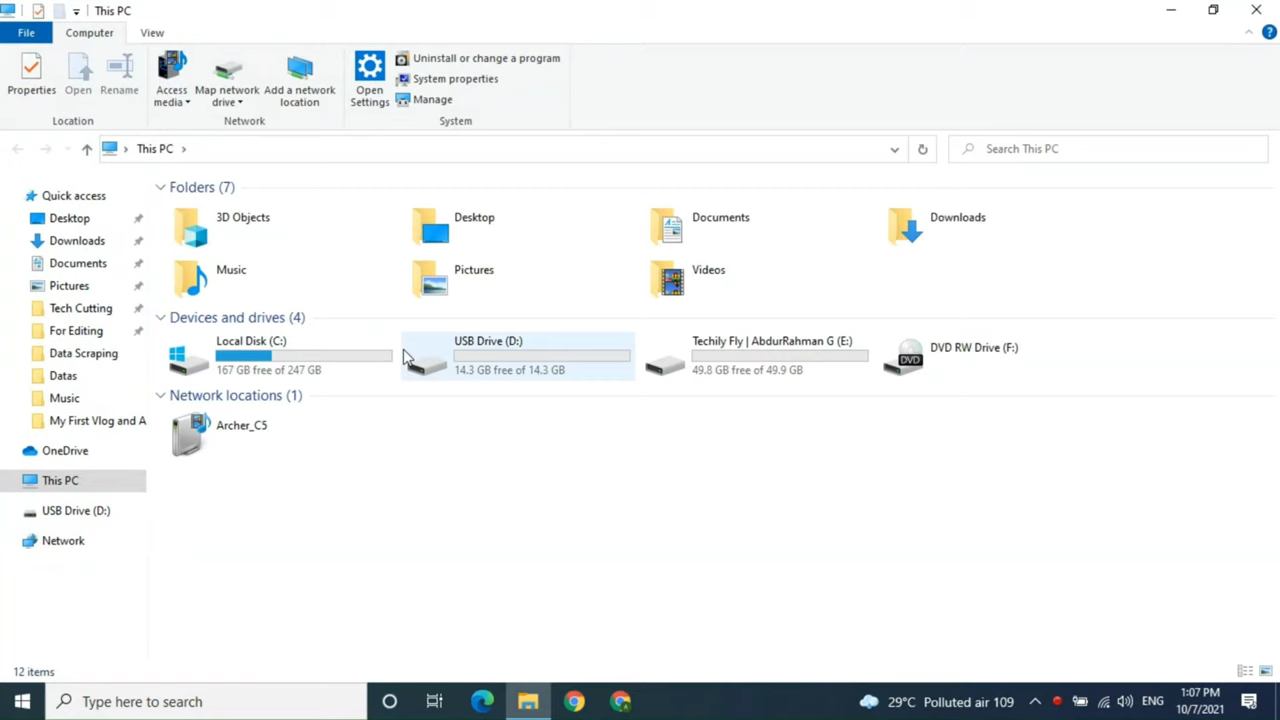 This PC
File
Computer
View
Properties
Open
Rename
Location
Access media
Map network drive
Add a network location
Network
Open Settings
Uninstall or change a program
System properties
Manage
System
This PC
Search This PC
Quick access
Desktop
Downloads
Documents
Pictures
Tech Cutting
For Editing
Data Scraping
Datas
Music
My First Vlog and A
OneDrive
This PC
USB Drive (D:)
Network
Folders (7)
3D Objects
Desktop
Documents
Downloads
Music
Pictures
Videos
Devices and drives (4)
Local Disk (C:)
167 GB free of 247 GB
USB Drive (D:)
14.3 GB free of 14.3 GB
Techily Fly | AbdurRahman G (E:)
49.8 GB free of 49.9 GB
DVD
DVD RW Drive (F:)
Network locations (1)
Archer_C5
12 items
Type here to search
29°C Polluted air 109
ENG
1:07 PM
10/7/2021